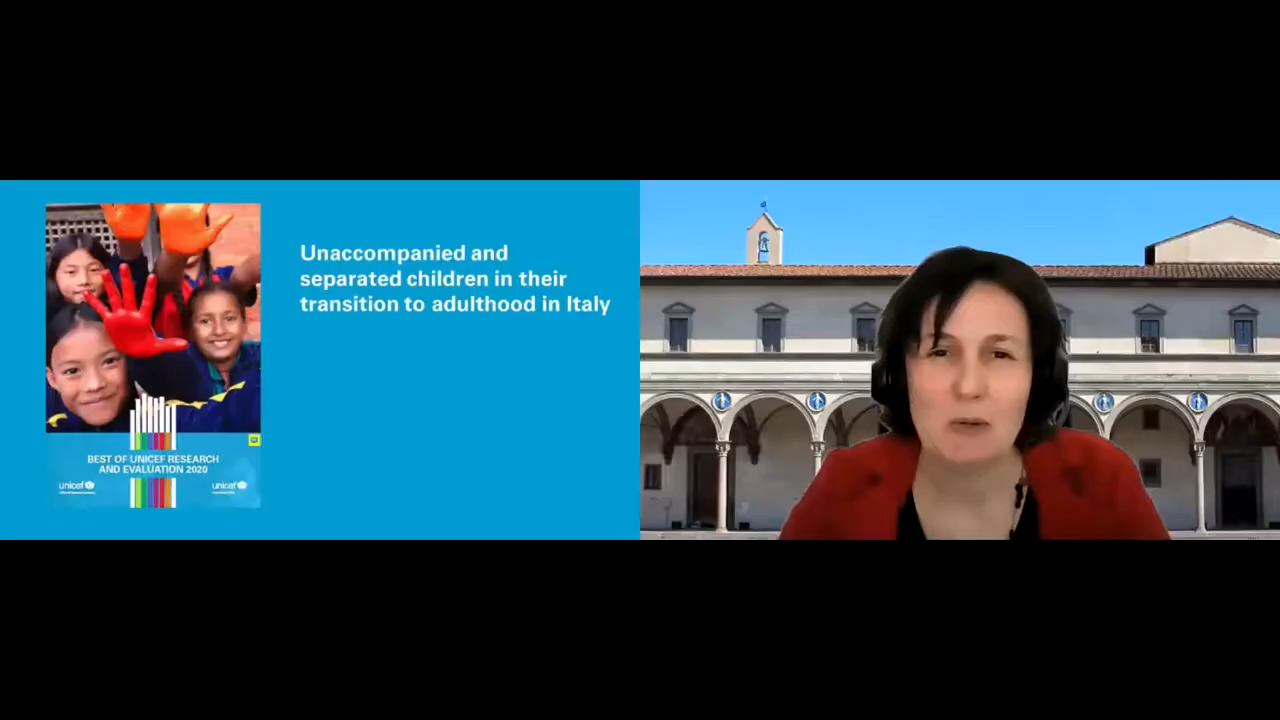 Unaccompanied and
separated children in their
transition to adulthood in Italy
BEST OF UNICEF RESEARCH
AND EVALUATION 2020
unicef
unicef